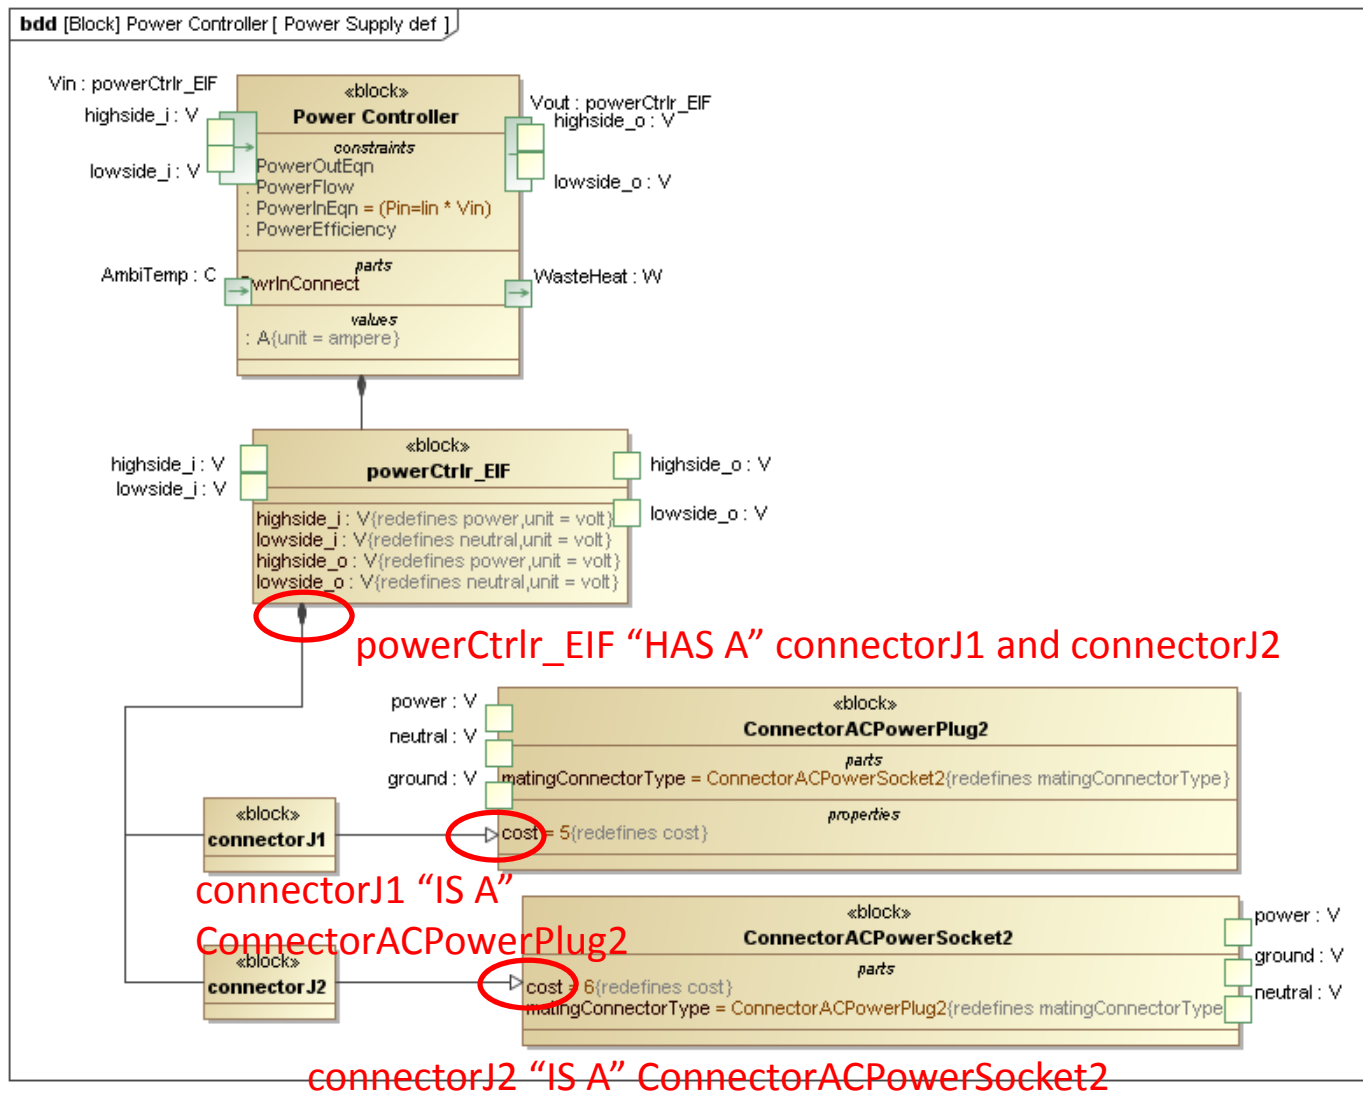 bdd [Block] Power Controller [ Power Supply def ]
Vin : powerCtrlr_EIF
highside_i : V
lowside_i : V
«block»
Power Controller
Vout : powerCtrlr_EIF
highside_o : V
lowside_o : V
constraints
PowerOutEqn
: PowerFlow
: PowerInEqn = (Pin=Iin * Vin)
: PowerEfficiency
AmbiTemp : C
parts
wrInConnect
WasteHeat : W
values
: A{unit = ampere}
«block»
powerCtrlr_EIF
highside_i : V
lowside_i : V
highside_o : V
lowside_o : V
highside_i : V{redefines power,unit = volt}
lowside_i : V{redefines neutral,unit = volt}
highside_o : V{redefines power,unit = volt}
lowside_o : V{redefines neutral,unit = volt}
powerCtrlr_EIF “HAS A” connectorJ1 and connectorJ2
power : V
neutral : V
ground : V
«block»
ConnectorACPowerPlug2
parts
matingConnectorType = ConnectorACPowerSocket2{redefines matingConnectorType}
properties
cost = 5{redefines cost}
«block»
connectorJ1
connectorJ1 “IS A”
ConnectorACPowerPlug2
«block»
connectorJ2
«block»
ConnectorACPowerSocket2
parts
cost = 6{redefines cost}
matingConnectorType = ConnectorACPowerPlug2{redefines matingConnectorType
power : V
ground : V
neutral : V
connectorJ2 “IS A” ConnectorACPowerSocket2